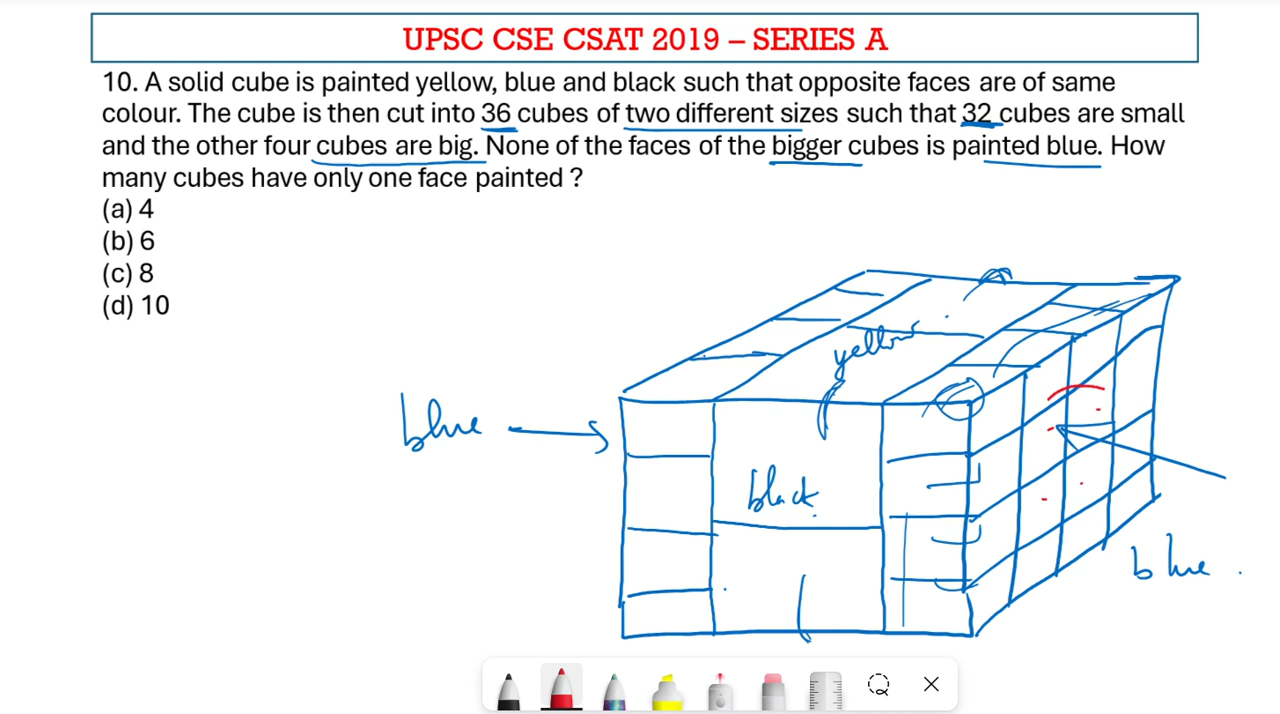 UPSC CSE CSAT 2019 – SERIES A
10. A solid cube is painted yellow, blue and black such that opposite faces are of same
colour. The cube is then cut into 36 cubes of two different sizes such that 32 cubes are small
and the other four cubes are big. None of the faces of the bigger cubes is painted blue. How
many cubes have only one face painted ?
(a) 4
(b) 6
(c) 8
(d) 10
yellow
blue
black
blue